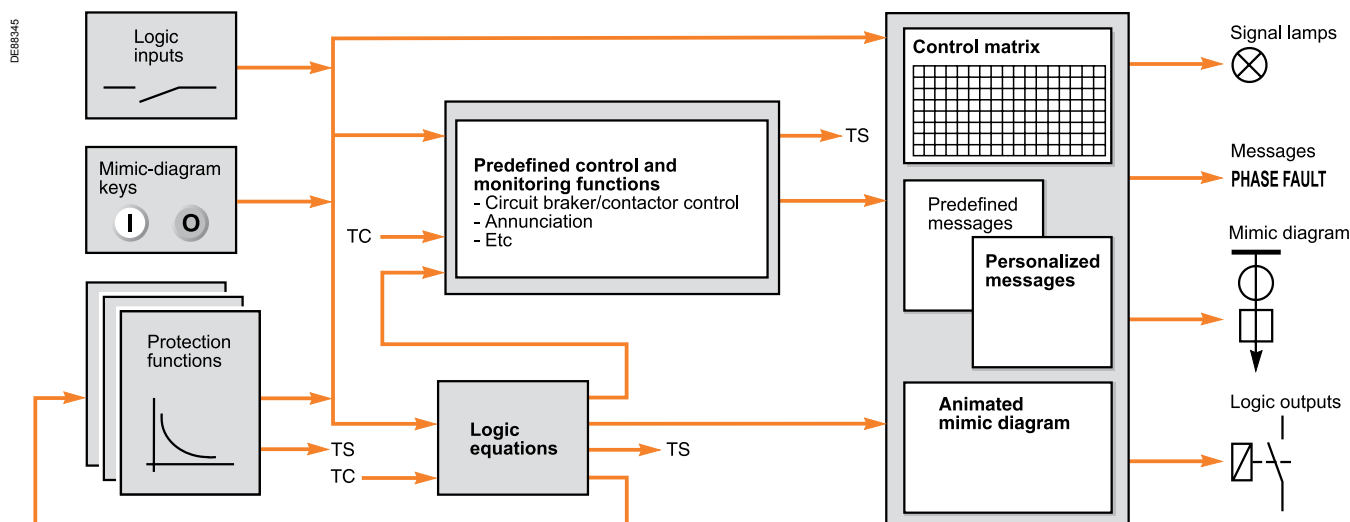 DE88345
Logic
inputs
Mimic-diagram
keys
I O
Protection
functions
TS
TC
Predefined control and
monitoring functions
- Circuit braker/contactor control
- Annunciation
- Etc
TS
TC
Logic
equations
TS
Control matrix
Predefined
messages
Personalized
messages
Animated
mimic diagram
Signal lamps
Messages
PHASE FAULT
Mimic diagram
Logic outputs